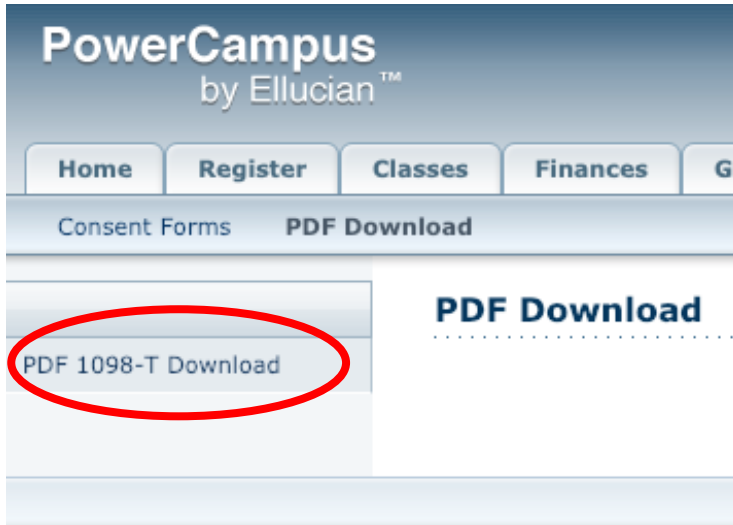 PowerCampus
by Ellucian™
Home Register Classes Finances G
Consent Forms PDF Download
PDF Download
PDF 1098-T Download